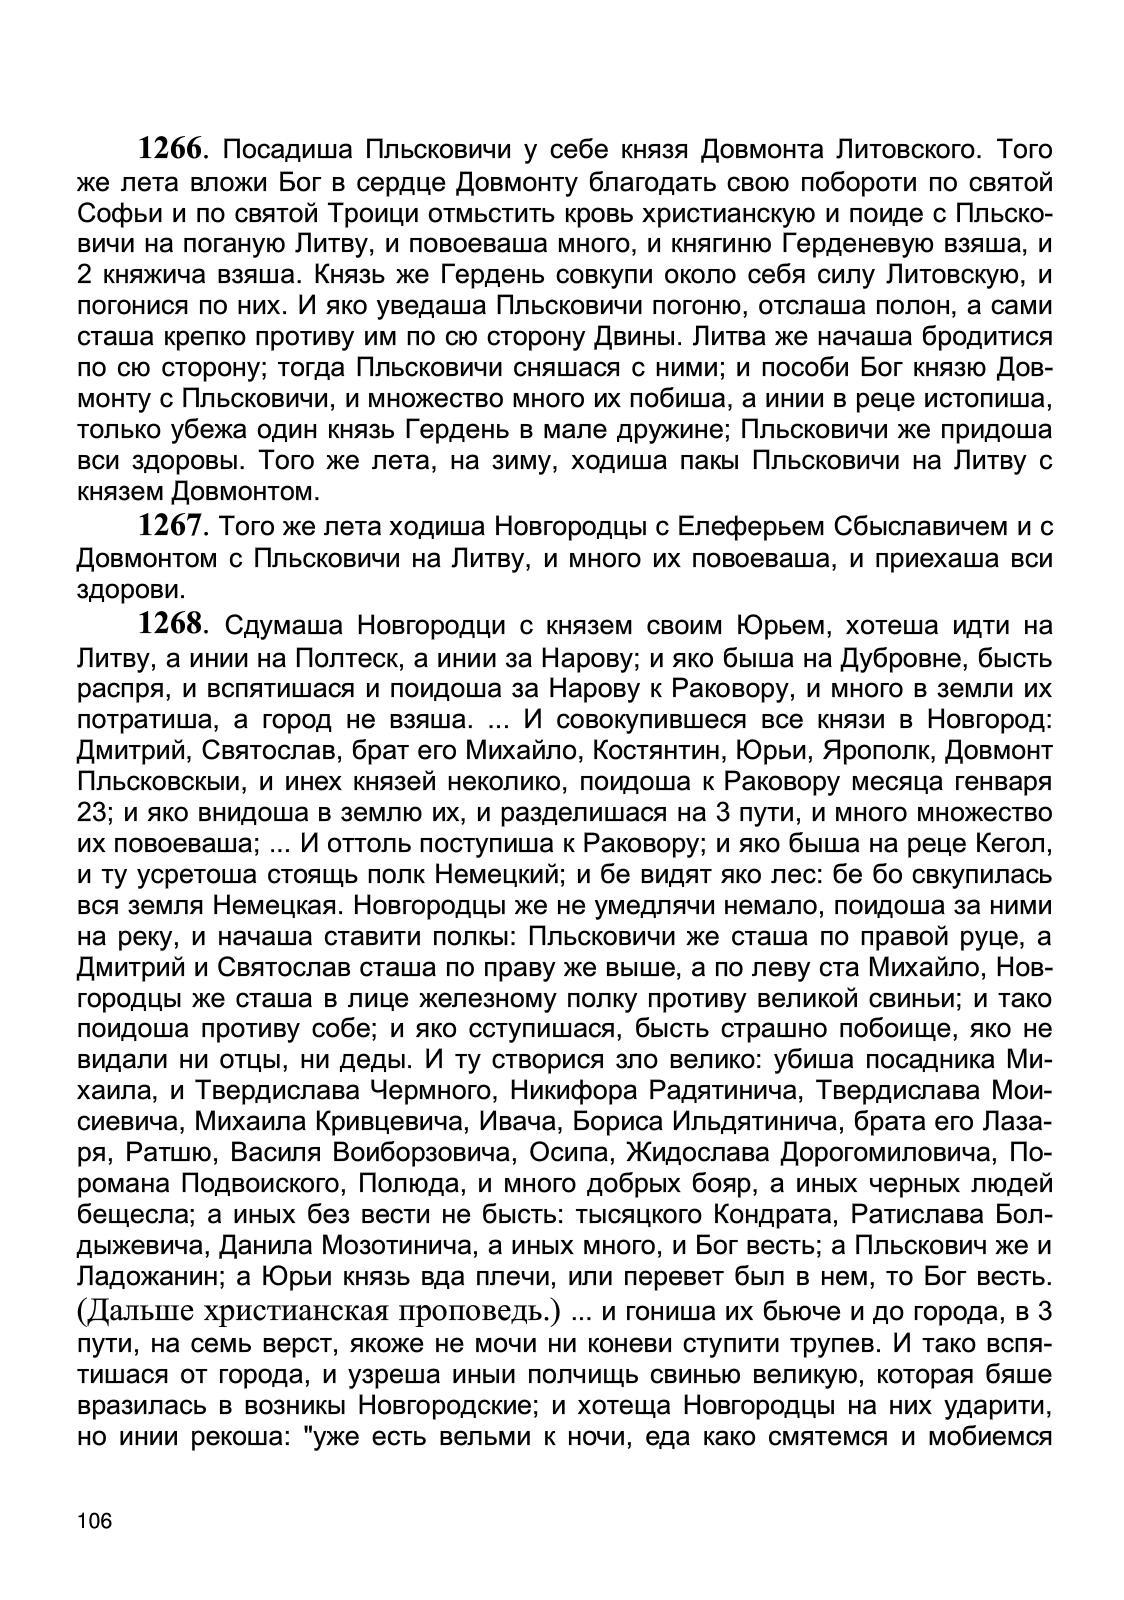 1266. Посадиша Пльсковичи у себе князя Довмонта Литовского. Того
же лета вложи Бог в сердце Довмонту благодать свою побороти по святой
Софьи и по святой Троици отмьстить кровь христианскую и поиде с Пльско-
вичи на поганую Литву, и повоеваша много, и княгиню Герденевую взяша, и
2 княжича взяша. Князь же Гердень совкупи около себя силу Литовскую, и
погонися по них. И яко уведаша Пльсковичи погоню, отслаша полон, а сами
сташа крепко противу им по сю сторону Двины. Литва же начаша бродитися
по сю сторону; тогда Пльсковичи сняшася с ними; и пособи Бог князю Дов-
монту с Пльсковичи, и множество много их побиша, а инии в реце истопиша,
только убежа один князь Гердень в мале дружине; Пльсковичи же придоша
вси здоровы. Того же лета, на зиму, ходиша пакы Пльсковичи на Литву с
князем Довмонтом.
1267. Того же лета ходиша Новгородцы с Елеферьем Сбыславичем и с
Довмонтом с Пльсковичи на Литву, и много их повоеваша, и приехаша вси
здорови.
1268. Сдумаша Новгородци с князем своим Юрьем, хотеша идти на
Литву, а инии на Полтеск, а инии за Нарову; и яко быша на Дубровне, бысть
распря, и вспятишася и поидоша за Нарову к Раковору, и много в земли их
потратиша, а город не взяша. ... И совокупившеся все князи в Новгород:
Дмитрий, Святослав, брат его Михайло, Костянтин, Юрьи, Ярополк, Довмонт
Пльсковскыи, и инех князей неколико, поидоша к Раковору месяца генваря
23; и яко внидоша в землю их, и разделишася на 3 пути, и много множество
их повоеваша; ... И оттоль поступиша к Раковору; и яко быша на реце Кегол,
и ту усретоша стоящь полк Немецкий; и бе видят яко лес: бе бо свкупилась
вся земля Немецкая. Новгородцы же не умедлячи немало, поидоша за ними
на реку, и начаша ставити полкы: Пльсковичи же сташа по правой руце, а
Дмитрий и Святослав сташа по праву же выше, а по леву ста Михайло, Нов-
городцы же сташа в лице железному полку противу великой свиньи; и тако
поидоша противу собе; и яко сступишася, бысть страшно побоище, яко не
видали ни отцы, ни деды. И ту створися зло велико: убиша посадника Ми-
хаила, и Твердислава Чермного, Никифора Радятинича, Твердислава Мои-
сиевича, Михаила Кривцевича, Ивача, Бориса Ильдятинича, брата его Лаза-
ря, Ратшю, Василя Воиборзовича, Осипа, Жидослава Дорогомиловича, По-
романа Подвоиского, Полюда, и много добрых бояр, а иных черных людей
бещесла; а иных без вести не бысть: тысяцкого Кондрата, Ратислава Бол-
дыжевича, Данила Мозотинича, а иных много, и Бог весть; а Пльскович же и
Ладожанин; а Юрьи князь вда плечи, или перевет был в нем, то Бог весть.
(Дальше христианская проповедь.) ... и гониша их бьюче и до города, в 3
пути, на семь верст, якоже не мочи ни коневи ступити трупев. И тако вспя-
тишася от города, и узреша иныи полчищь свинью великую, которая бяше
вразилась в возникы Новгородские; и хотеща Новгородцы на них ударити,
но инии рекоша: "уже есть вельми к ночи, еда како смятемся и мобиемся
106